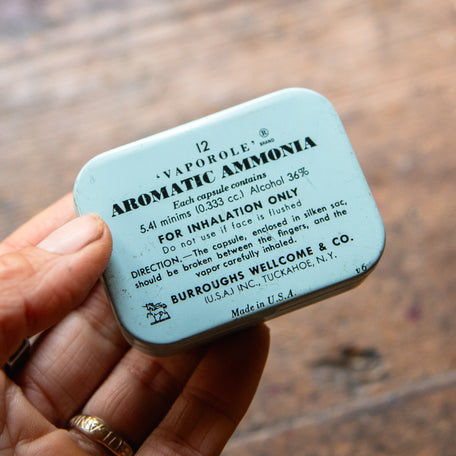 12
'VAPOROLE' ® BRAND
AROMATIC AMMONIA
Each capsule contains
5.41 minims (0.333 cc.) Alcohol 36%
FOR INHALATION ONLY
Do not use if face is flushed
DIRECTION.—The capsule, enclosed in silken sac,
should be broken between the fingers, and the
vapor carefully inhaled.
BURROUGHS WELLCOME & CO.
(U.S.A.) INC., TUCKAHOE, N.Y.
Made in U.S.A.